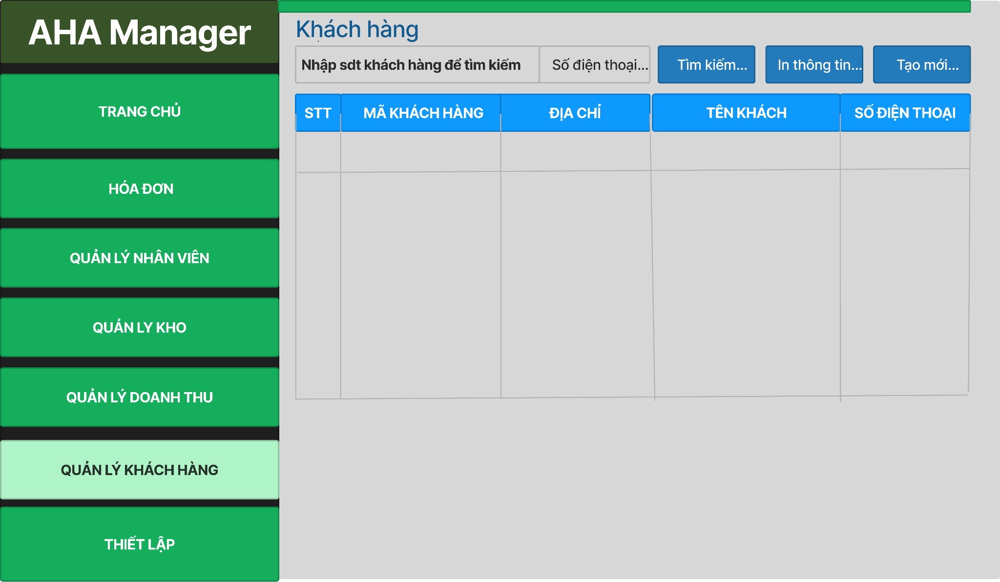 AHA Manager
TRANG CHỦ
HÓA ĐƠN
QUẢN LÝ NHÂN VIÊN
QUẢN LY KHO
QUẢN LÝ DOANH THU
QUẢN LÝ KHÁCH HÀNG
THIẾT LẬP
Khách hàng
Nhập sdt khách hàng để tìm kiếm
Số điện thoại...
Tìm kiếm...
In thông tin...
Tạo mới...
STT
MÃ KHÁCH HÀNG
ĐỊA CHỈ
TÊN KHÁCH
SỐ ĐIỆN THOẠI